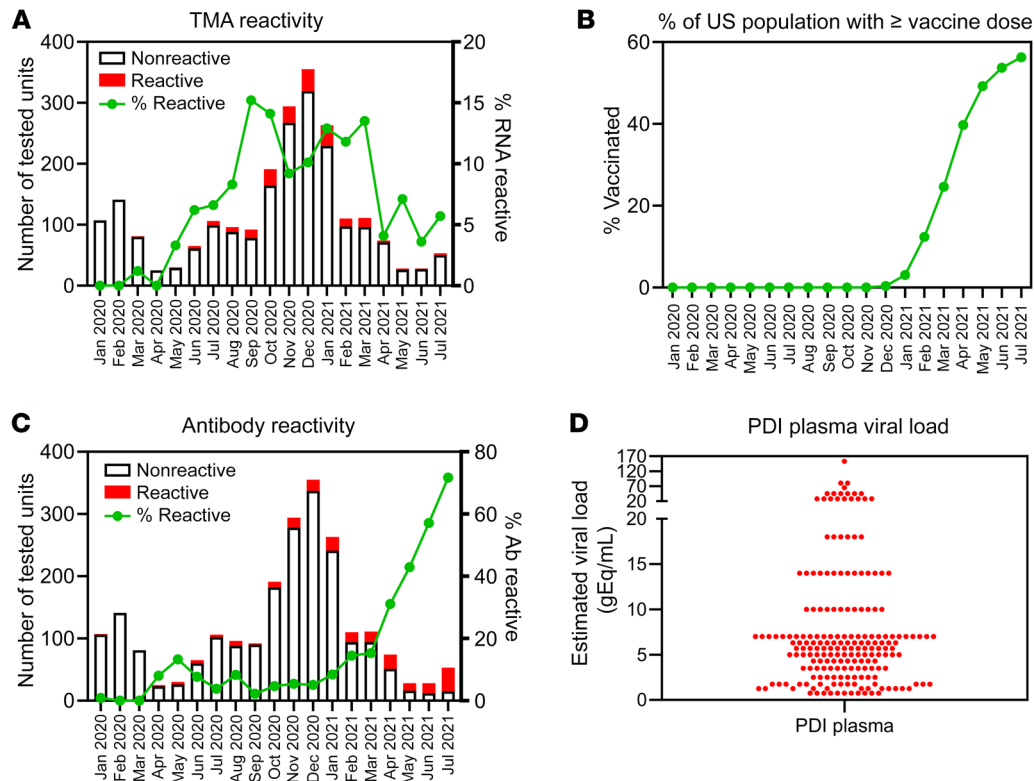 A
TMA reactivity
Number of tested units
400
300
200
100
0
Nonreactive
Reactive
% Reactive
20
15
10
5
0
% RNA reactive
Jan 2020
Feb 2020
Mar 2020
Apr 2020
May 2020
Jun 2020
Jul 2020
Aug 2020
Sep 2020
Oct 2020
Nov 2020
Dec 2020
Jan 2021
Feb 2021
Mar 2021
Apr 2021
May 2021
Jun 2021
Jul 2021
B
% of US population with ≥ vaccine dose
% Vaccinated
60
40
20
0
Jan 2020
Feb 2020
Mar 2020
Apr 2020
May 2020
Jun 2020
Jul 2020
Aug 2020
Sep 2020
Oct 2020
Nov 2020
Dec 2020
Jan 2021
Feb 2021
Mar 2021
Apr 2021
May 2021
Jun 2021
Jul 2021
C
Antibody reactivity
Number of tested units
400
300
200
100
0
Nonreactive
Reactive
% Reactive
80
60
40
20
0
% Ab reactive
Jan 2020
Feb 2020
Mar 2020
Apr 2020
May 2020
Jun 2020
Jul 2020
Aug 2020
Sep 2020
Oct 2020
Nov 2020
Dec 2020
Jan 2021
Feb 2021
Mar 2021
Apr 2021
May 2021
Jun 2021
Jul 2021
D
PDI plasma viral load
Estimated viral load
(gEq/mL)
170
120
70
20
20
15
10
5
0
PDI plasma